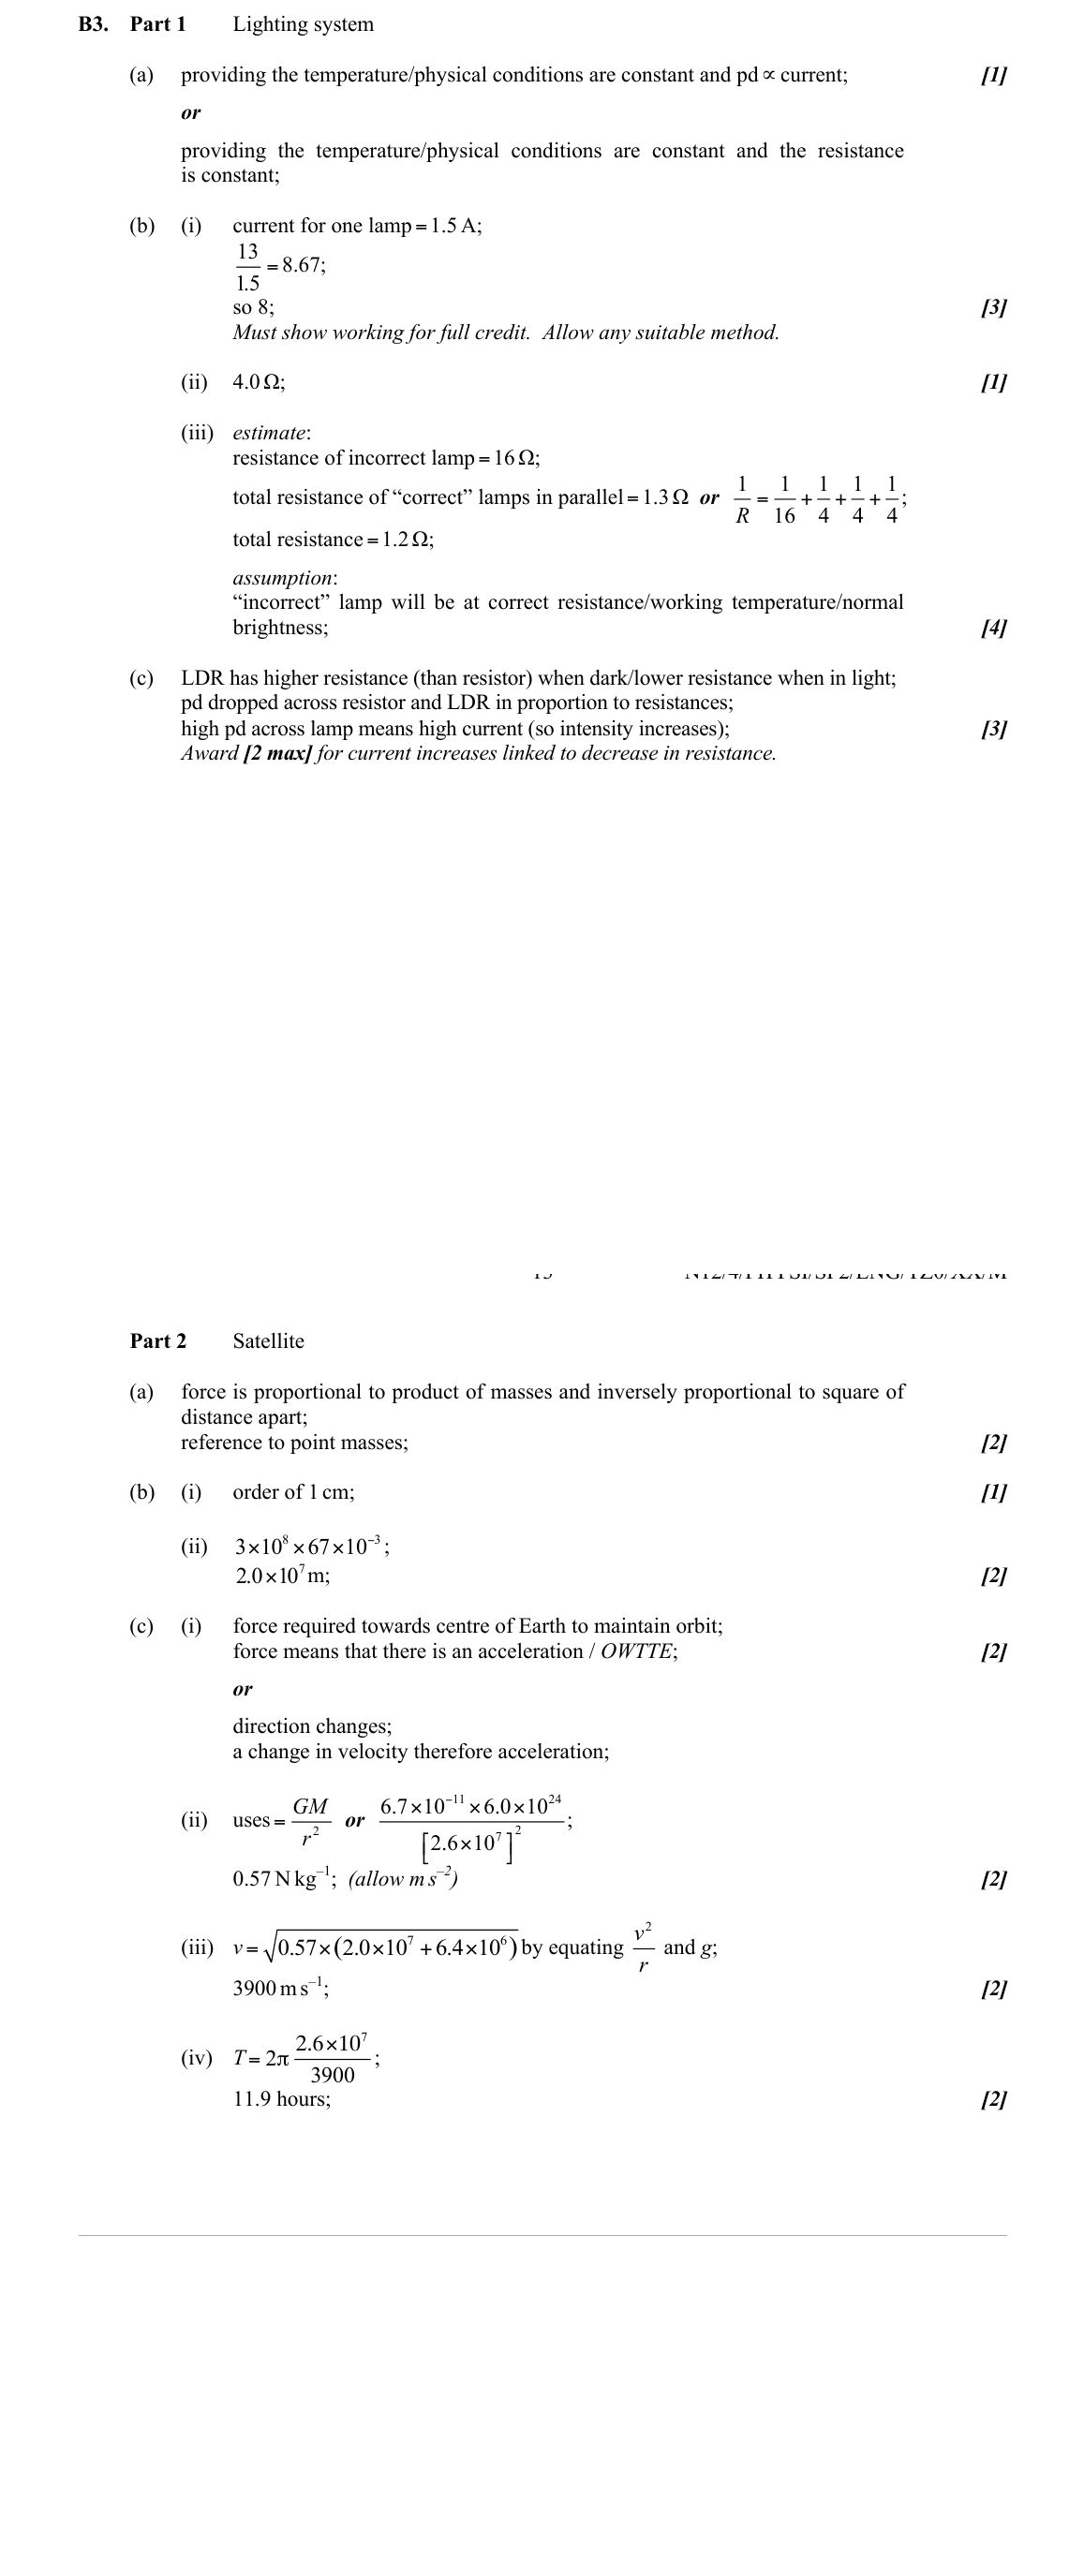 B3. Part 1 Lighting system
(a) providing the temperature/physical conditions are constant and pd ∝ current; [1]
or
providing the temperature/physical conditions are constant and the resistance
is constant;
(b) (i) current for one lamp = 1.5 A;
13/1.5 = 8.67;
so 8; [3]
Must show working for full credit. Allow any suitable method.
(ii) 4.0 Ω; [1]
(iii) estimate:
resistance of incorrect lamp = 16 Ω;
total resistance of “correct” lamps in parallel = 1.3 Ω or 1/R = 1/16 + 1/4 + 1/4 + 1/4;
total resistance = 1.2 Ω;
assumption:
“incorrect” lamp will be at correct resistance/working temperature/normal
brightness; [4]
(c) LDR has higher resistance (than resistor) when dark/lower resistance when in light;
pd dropped across resistor and LDR in proportion to resistances;
high pd across lamp means high current (so intensity increases); [3]
Award [2 max] for current increases linked to decrease in resistance.
Part 2 Satellite
(a) force is proportional to product of masses and inversely proportional to square of
distance apart;
reference to point masses; [2]
(b) (i) order of 1 cm; [1]
(ii) 3×10⁸ × 67×10⁻³;
2.0×10⁷ m; [2]
(c) (i) force required towards centre of Earth to maintain orbit;
force means that there is an acceleration / OWTTE; [2]
or
direction changes;
a change in velocity therefore acceleration;
(ii) uses = GM/r² or 6.7×10⁻¹¹ × 6.0×10²⁴/[2.6×10⁷]²;
0.57 N kg⁻¹; (allow m s⁻²) [2]
(iii) v = √0.57×(2.0×10⁷ + 6.4×10⁶) by equating v²/r and g;
3900 m s⁻¹; [2]
(iv) T = 2π 2.6×10⁷/3900;
11.9 hours; [2]